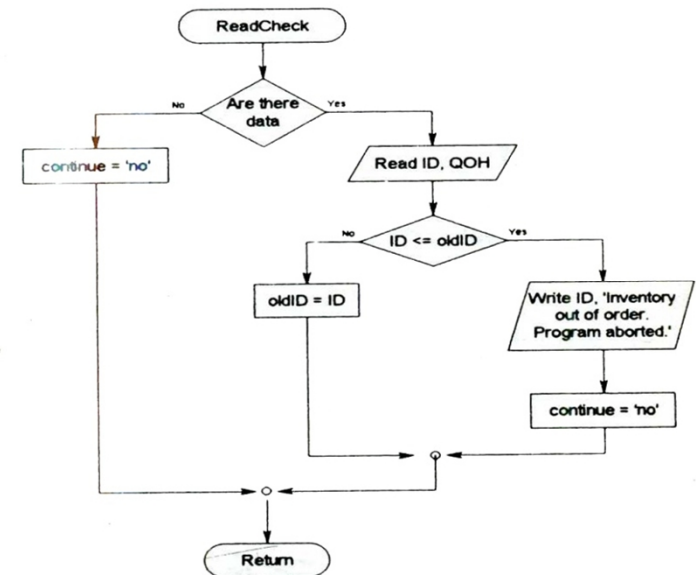 ReadCheck
Are there
data
No
Yes
continue = 'no'
Read ID, QOH
ID <= oldID
No
Yes
oldID = ID
Write ID, 'Inventory
out of order.
Program aborted.'
continue = 'no'
Return